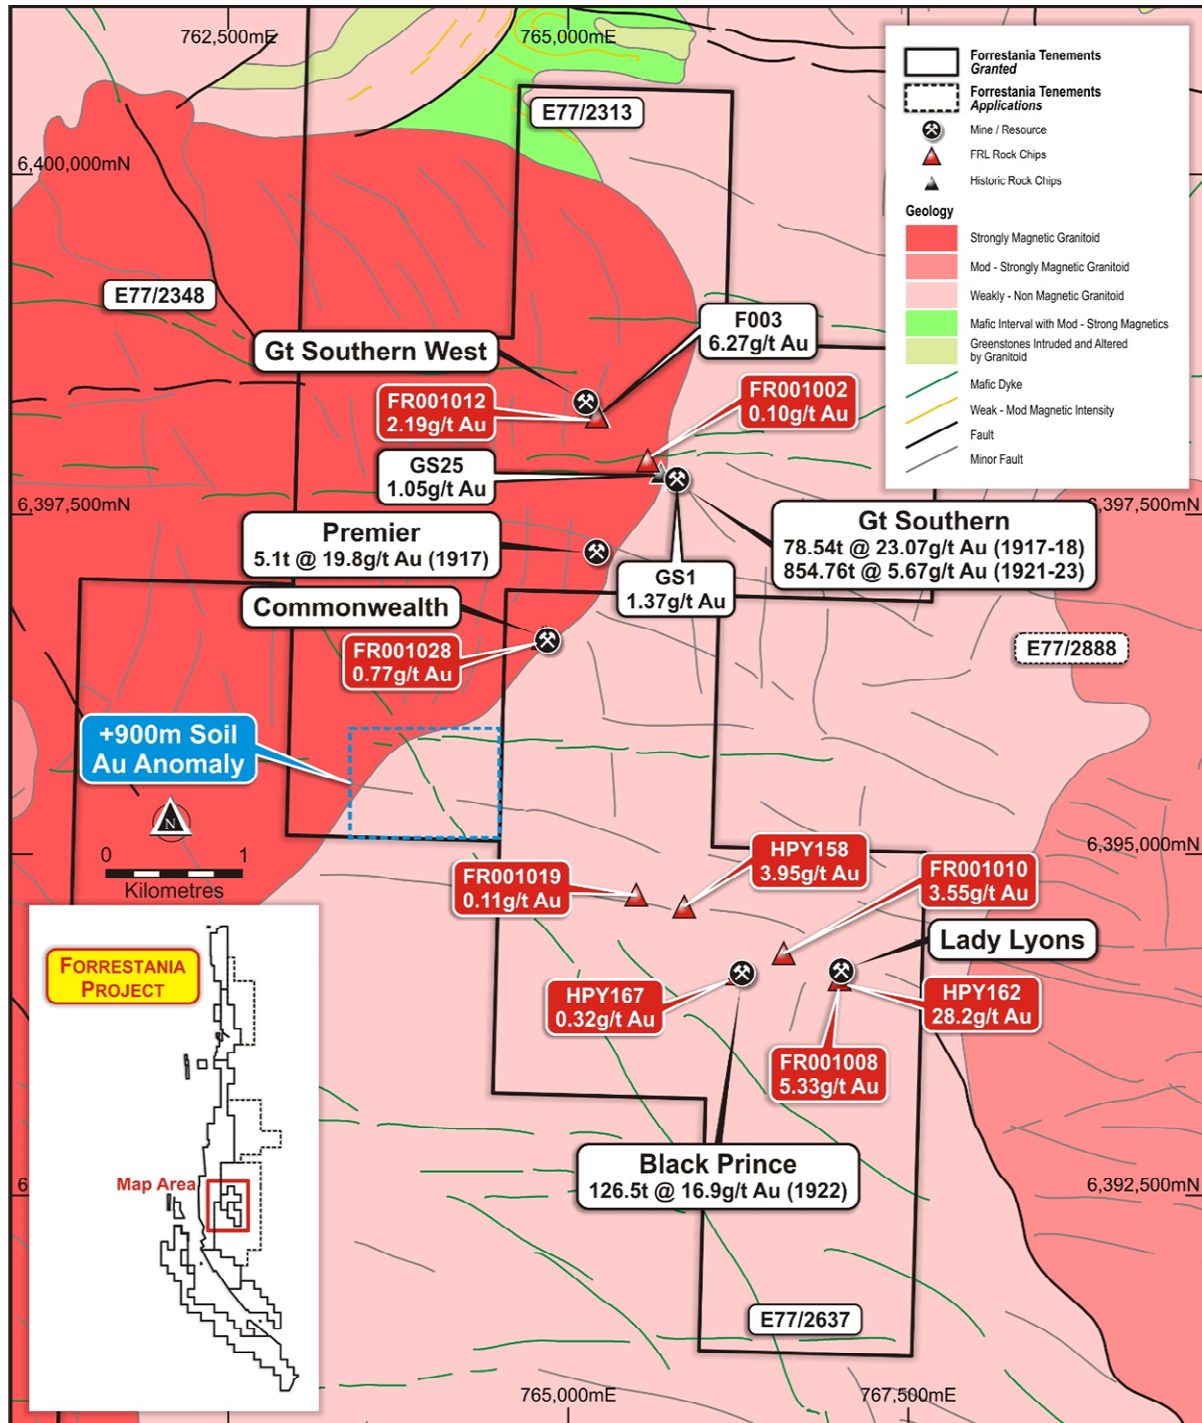 762,500mE
765,000mE
6,400,000mN
E77/2313
Forrestania Tenements
Granted
Forrestania Tenements
Applications
Mine / Resource
FRL Rock Chips
Historic Rock Chips
Geology
Strongly Magnetic Granitoid
Mod - Strongly Magnetic Granitoid
Weakly - Non Magnetic Granitoid
Mafic Interval with Mod - Strong Magnetics
Greenstones Intruded and Altered
by Granitoid
Mafic Dyke
Weak - Mod Magnetic Intensity
Fault
Minor Fault
E77/2348
Gt Southern West
F003
6.27g/t Au
FR001012
2.19g/t Au
FR001002
0.10g/t Au
GS25
1.05g/t Au
6,397,500mN
6,397,500mN
Premier
5.1t @ 19.8g/t Au (1917)
Gt Southern
78.54t @ 23.07g/t Au (1917-18)
854.76t @ 5.67g/t Au (1921-23)
GS1
1.37g/t Au
Commonwealth
FR001028
0.77g/t Au
E77/2888
+900m Soil
Au Anomaly
N
0 1
Kilometres
6,395,000mN
HPY158
3.95g/t Au
FR001019
0.11g/t Au
FR001010
3.55g/t Au
Lady Lyons
HPY167
0.32g/t Au
HPY162
28.2g/t Au
FR001008
5.33g/t Au
FORRESTANIA
PROJECT
Map Area
Black Prince
126.5t @ 16.9g/t Au (1922)
6
6,392,500mN
E77/2637
765,000mE
767,500mE